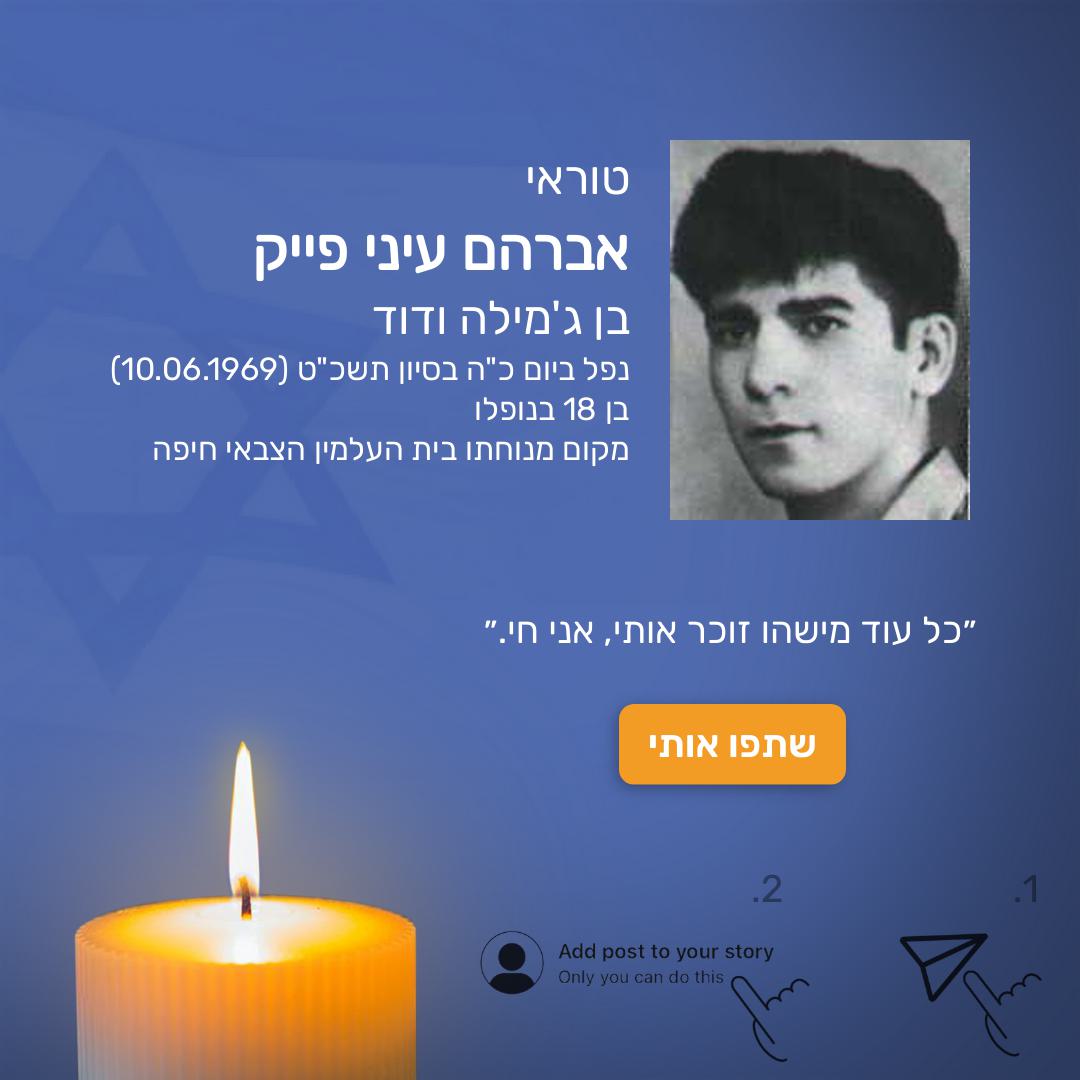 טוראי
אברהם עיני פייק
בן ג'מילה ודוד
נפל ביום כ"ה בסיון תשכ"ט (10.06.1969)
בן 18 בנופלו
מקום מנוחתו בית העלמין הצבאי חיפה
״כל עוד מישהו זוכר אותי, אני חי.״
שתפו אותי
1.
2.
Add post to your story
Only you can do this